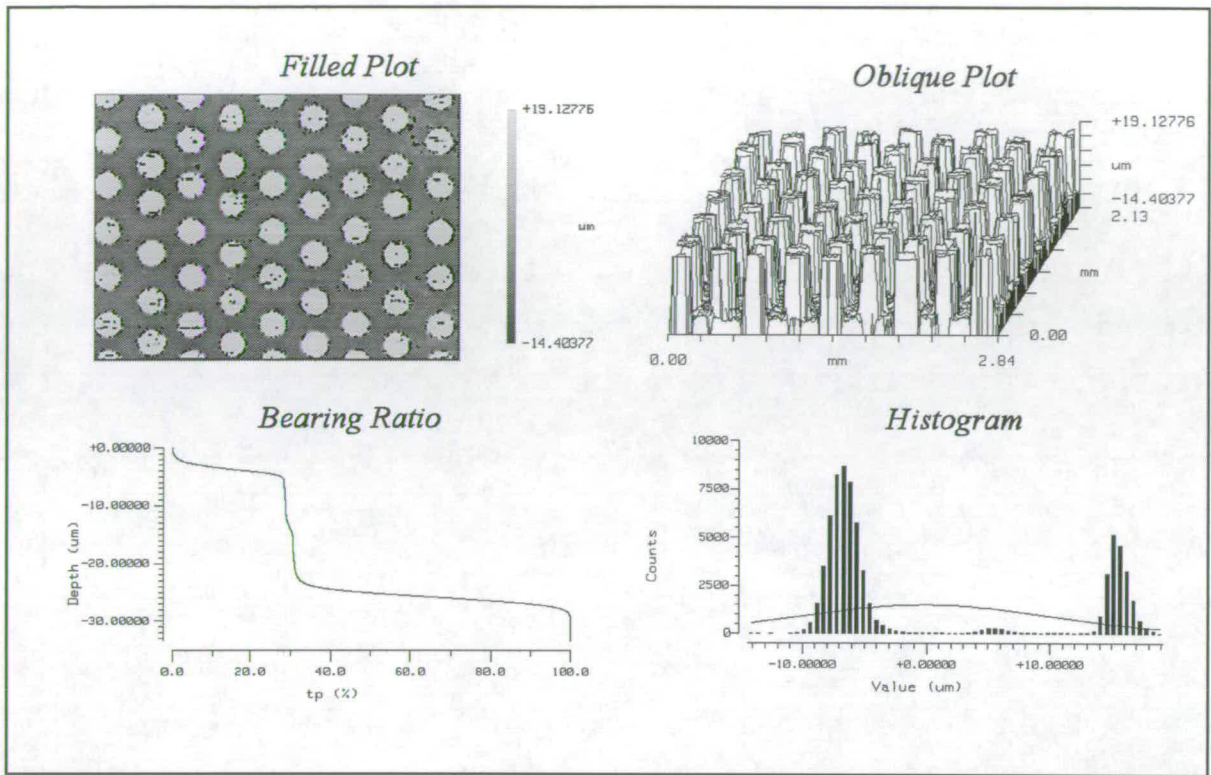 Filled Plot
+19.12776
um
-14.40377
Oblique Plot
+19.12776
um
-14.40377
2.13
mm
0.00
0.00
mm
2.84
Bearing Ratio
+0.00000
-10.00000
-20.00000
-30.00000
Depth (um)
0.0
20.0
40.0
60.0
80.0
100.0
tp (%)
Histogram
10000
7500
5000
2500
0
Counts
-10.00000
+0.00000
+10.00000
Value (um)